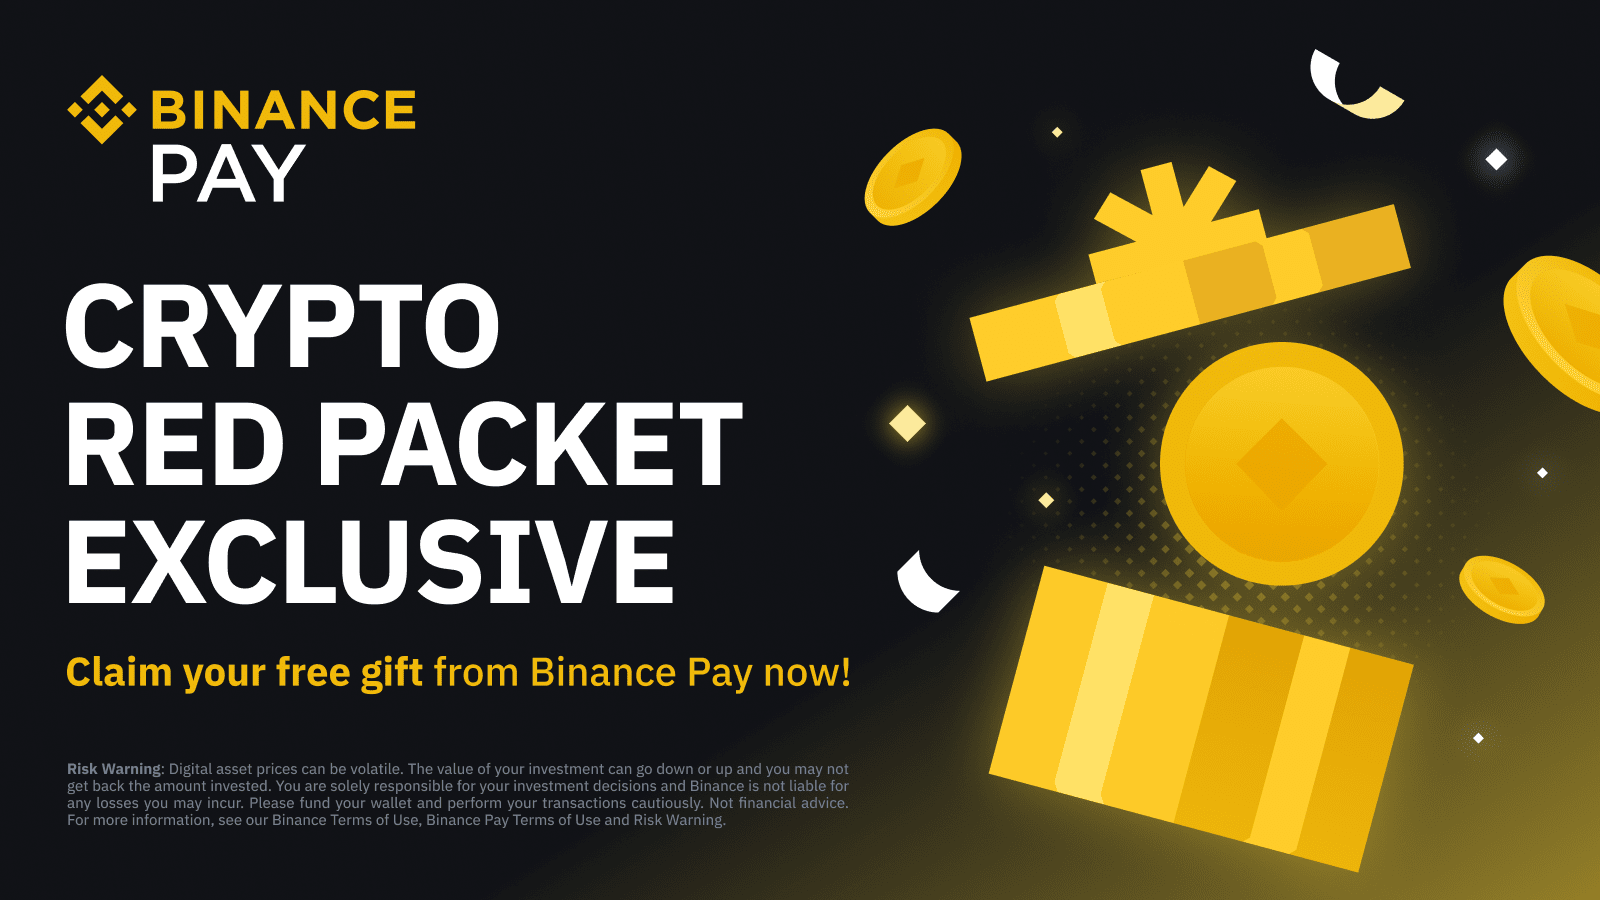 BINANCE
PAY
CRYPTO
RED PACKET
EXCLUSIVE
Claim your free gift from Binance Pay now!
Risk Warning: Digital asset prices can be volatile. The value of your investment can go down or up and you may not
get back the amount invested. You are solely responsible for your investment decisions and Binance is not liable for
any losses you may incur. Please fund your wallet and perform your transactions cautiously. Not financial advice.
For more information, see our Binance Terms of Use, Binance Pay Terms of Use and Risk Warning.